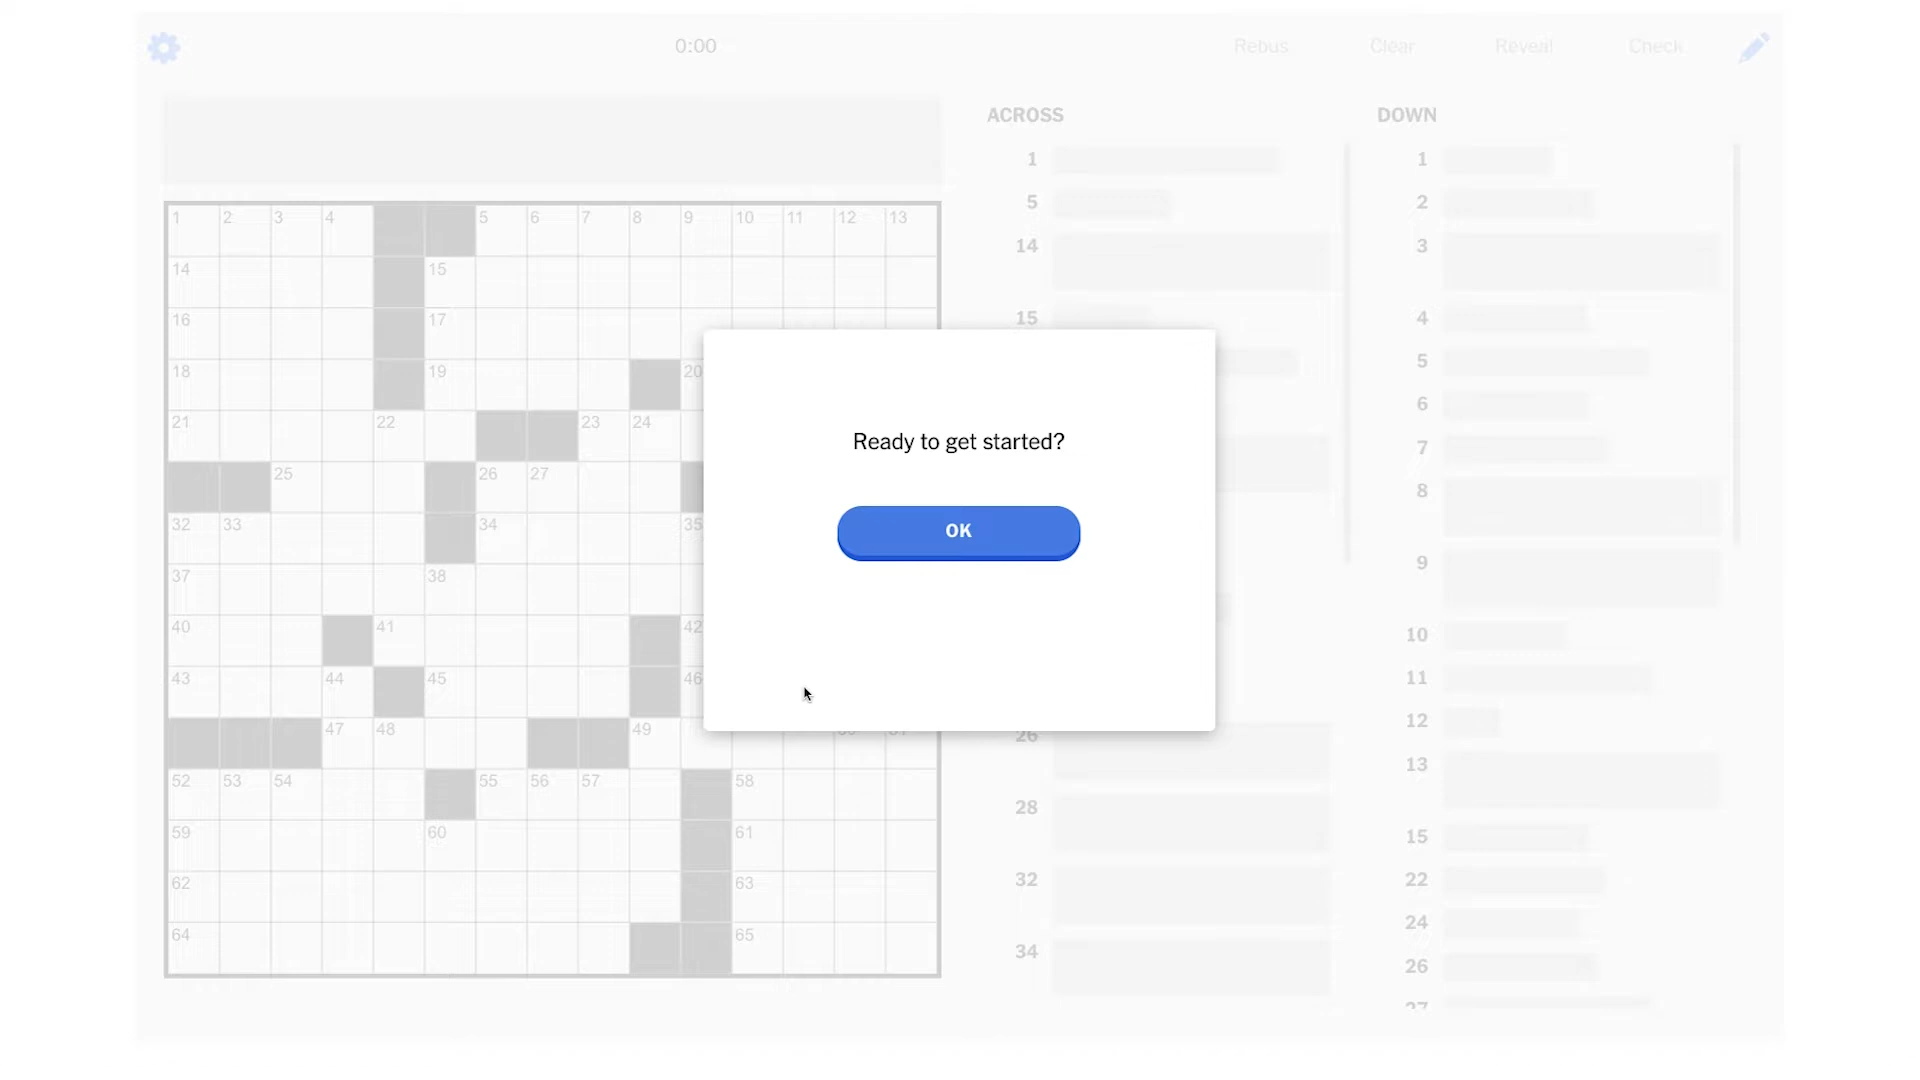 0:00
Rebus Clear Reveal Check
ACROSS
1
5
14
15
26
28
32
34
DOWN
1
2
3
4
5
6
7
8
9
10
11
12
13
15
22
24
26
27
1 2 3 4 5 6 7 8 9 10 11 12 13
14 15
16 17
18 19 20
21 22 23 24
25 26 27
32 33 34 35
37 38
40 41 42
43 44 45 46
47 48 49
52 53 54 55 56 57 58
59 60 61
62 63
64 65
Ready to get started?
OK